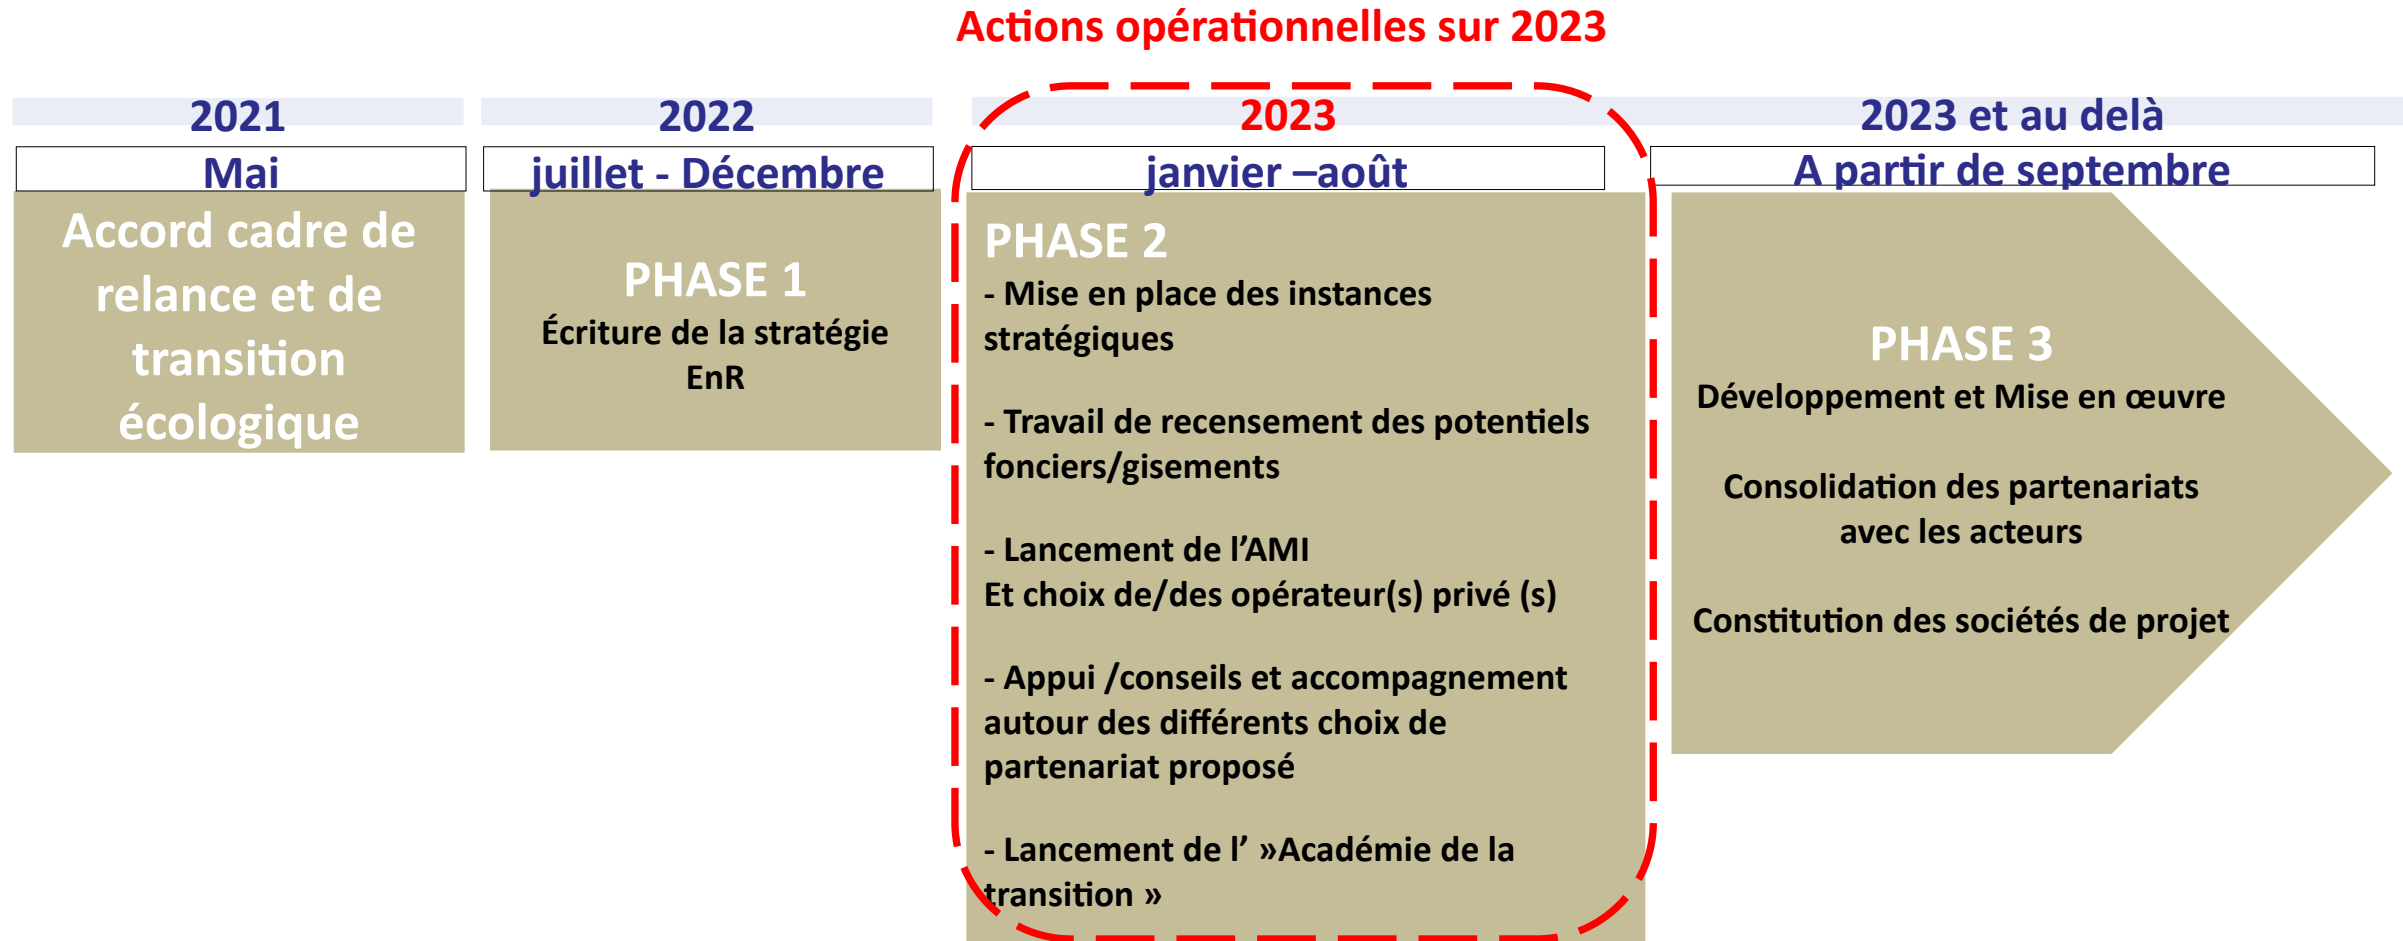 Actions opérationnelles sur 2023
2021
Mai
Accord cadre de
relance et de
transition
écologique
2022
juillet - Décembre
PHASE 1
Écriture de la stratégie
EnR
2023
janvier –août
PHASE 2
- Mise en place des instances
stratégiques
- Travail de recensement des potentiels
fonciers/gisements
- Lancement de l’AMI
Et choix de/des opérateur(s) privé (s)
- Appui /conseils et accompagnement
autour des différents choix de
partenariat proposé
- Lancement de l’ »Académie de la
transition »
2023 et au delà
A partir de septembre
PHASE 3
Développement et Mise en œuvre
Consolidation des partenariats
avec les acteurs
Constitution des sociétés de projet